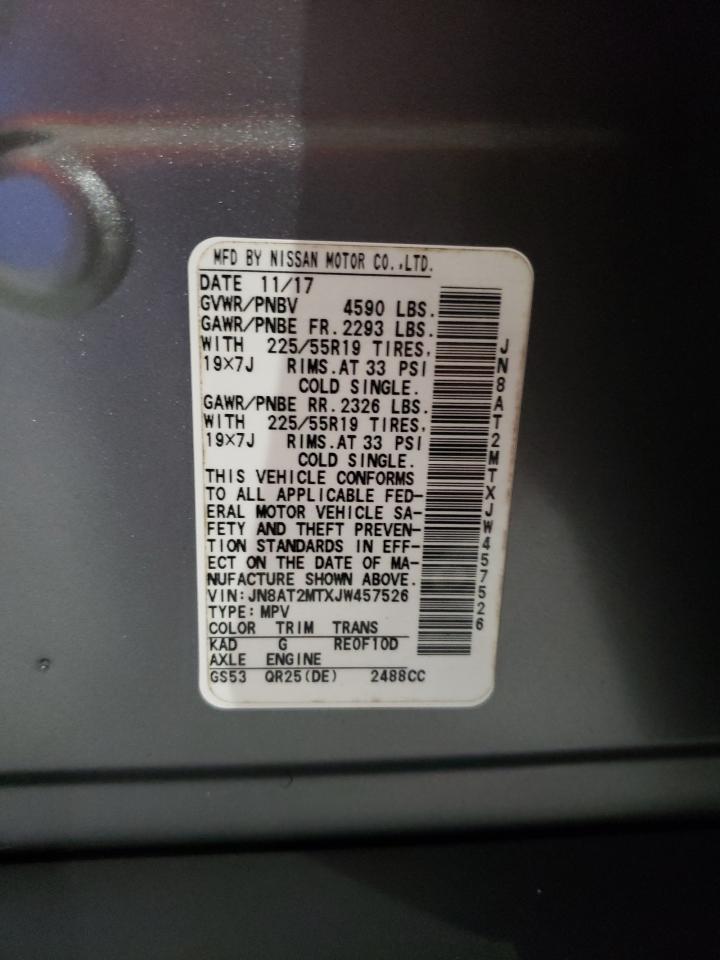 MFD BY NISSAN MOTOR CO.,LTD.
DATE 11/17
GVWR/PNBV 4590 LBS.
GAWR/PNBE FR. 2293 LBS.
WITH 225/55R19 TIRES,
19×7J RIMS.AT 33 PSI
COLD SINGLE.
GAWR/PNBE RR. 2326 LBS.
WITH 225/55R19 TIRES,
19×7J RIMS.AT 33 PSI
COLD SINGLE.
THIS VEHICLE CONFORMS
TO ALL APPLICABLE FED-
ERAL MOTOR VEHICLE SA-
FETY AND THEFT PREVEN-
TION STANDARDS IN EFF-
ECT ON THE DATE OF MA-
NUFACTURE SHOWN ABOVE.
VIN:JN8AT2MTXJW457526
TYPE:MPV
COLOR TRIM TRANS
KAD G RE0F10D
AXLE ENGINE
GS53 QR25(DE) 2488CC
JN8AT2MTXJW457526